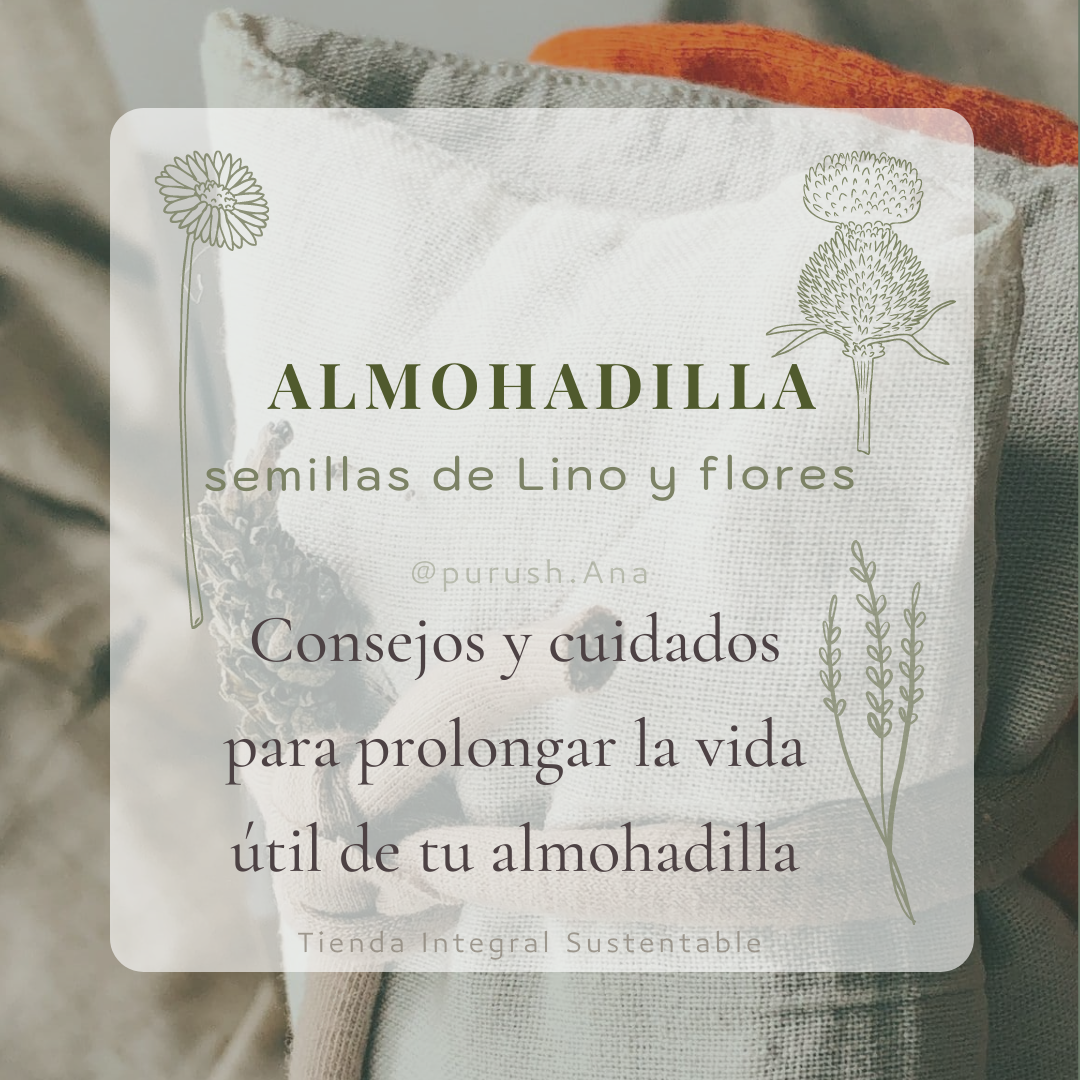 ALMOHADILLA
semillas de Lino y flores
@purush.Ana
Consejos y cuidados
para prolongar la vida
útil de tu almohadilla
Tienda Integral Sustentable